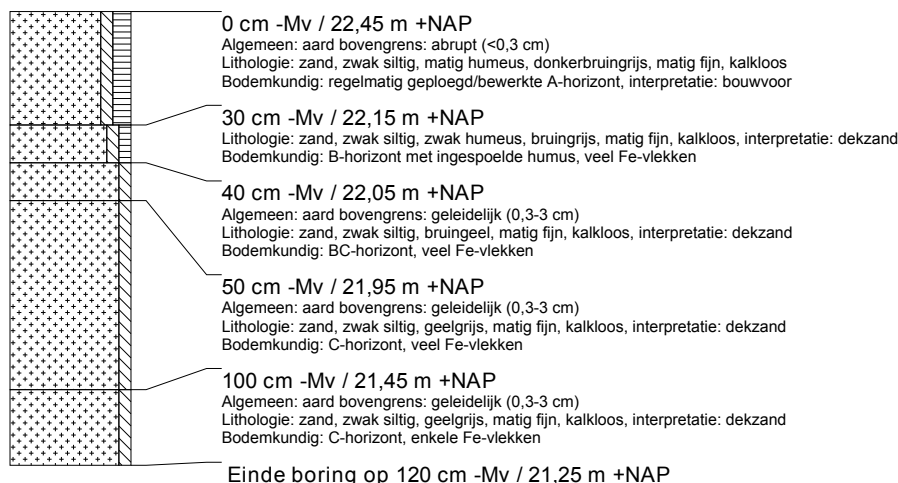 0 cm -Mv / 22,45 m +NAP
Algemeen: aard bovengrens: abrupt (<0,3 cm)
Lithologie: zand, zwak siltig, matig humeus, donkerbruingrijs, matig fijn, kalkloos
Bodemkundig: regelmatig geploegd/bewerkte A-horizont, interpretatie: bouwvoor
30 cm -Mv / 22,15 m +NAP
Lithologie: zand, zwak siltig, zwak humeus, bruingrijs, matig fijn, kalkloos, interpretatie: dekzand
Bodemkundig: B-horizont met ingespoelde humus, veel Fe-vlekken
40 cm -Mv / 22,05 m +NAP
Algemeen: aard bovengrens: geleidelijk (0,3-3 cm)
Lithologie: zand, zwak siltig, bruingeel, matig fijn, kalkloos, interpretatie: dekzand
Bodemkundig: BC-horizont, veel Fe-vlekken
50 cm -Mv / 21,95 m +NAP
Algemeen: aard bovengrens: geleidelijk (0,3-3 cm)
Lithologie: zand, zwak siltig, geelgrijs, matig fijn, kalkloos, interpretatie: dekzand
Bodemkundig: C-horizont, veel Fe-vlekken
100 cm -Mv / 21,45 m +NAP
Algemeen: aard bovengrens: geleidelijk (0,3-3 cm)
Lithologie: zand, zwak siltig, geelgrijs, matig fijn, kalkloos, interpretatie: dekzand
Bodemkundig: C-horizont, enkele Fe-vlekken
Einde boring op 120 cm -Mv / 21,25 m +NAP